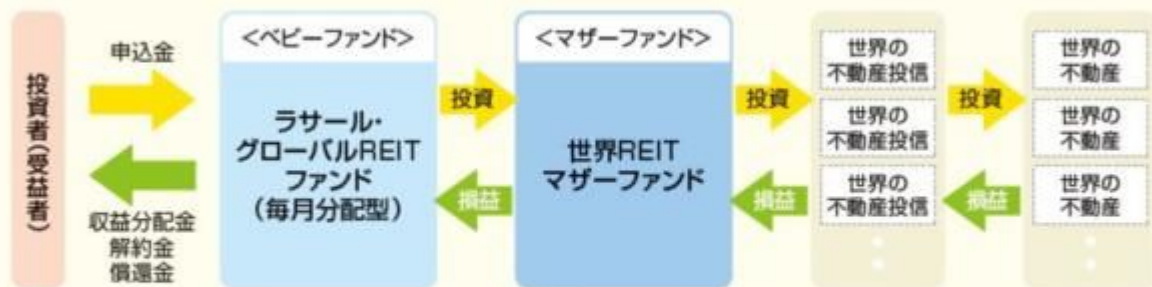 投資者(受益者)
申込金
収益分配金
解約金
償還金
<ベビーファンド>
ラサール・
グローバルREIT
ファンド
(毎月分配型)
投資
損益
<マザーファンド>
世界REIT
マザーファンド
投資
損益
世界の
不動産投信
世界の
不動産投信
世界の
不動産投信
投資
損益
世界の
不動産
世界の
不動産
世界の
不動産